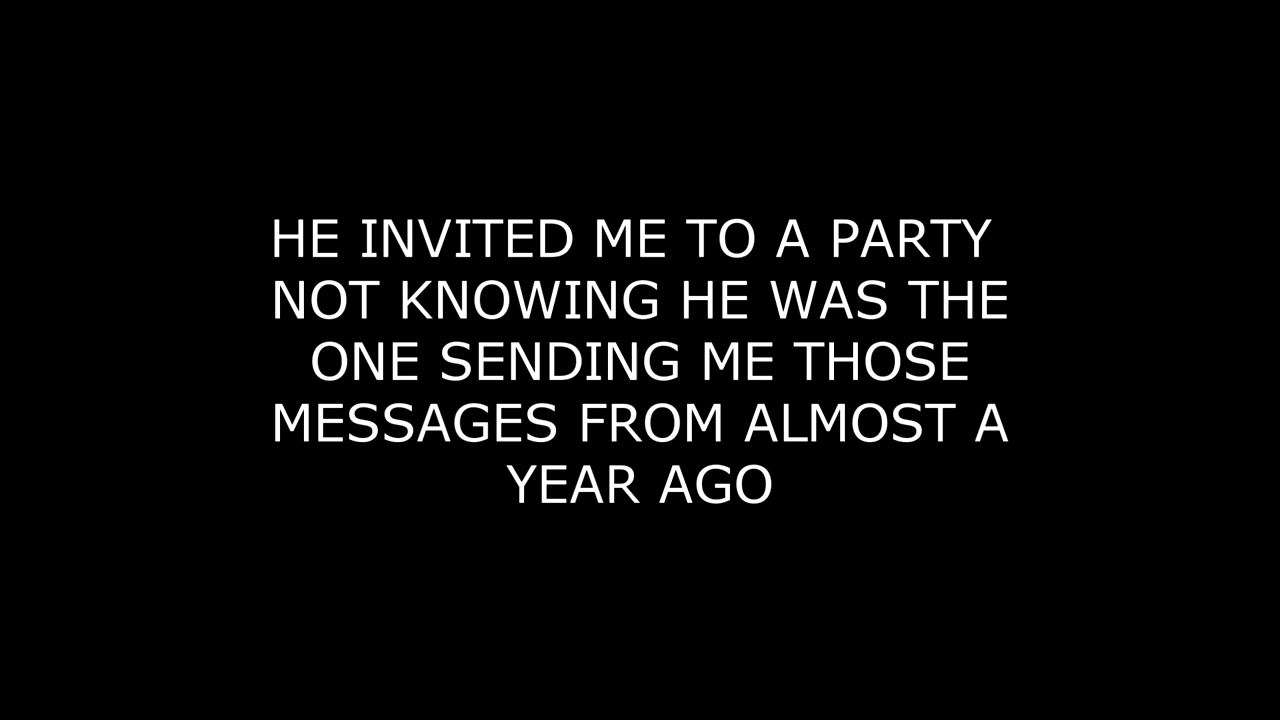 HE INVITED ME TO A PARTY
NOT KNOWING HE WAS THE
ONE SENDING ME THOSE
MESSAGES FROM ALMOST A
YEAR AGO